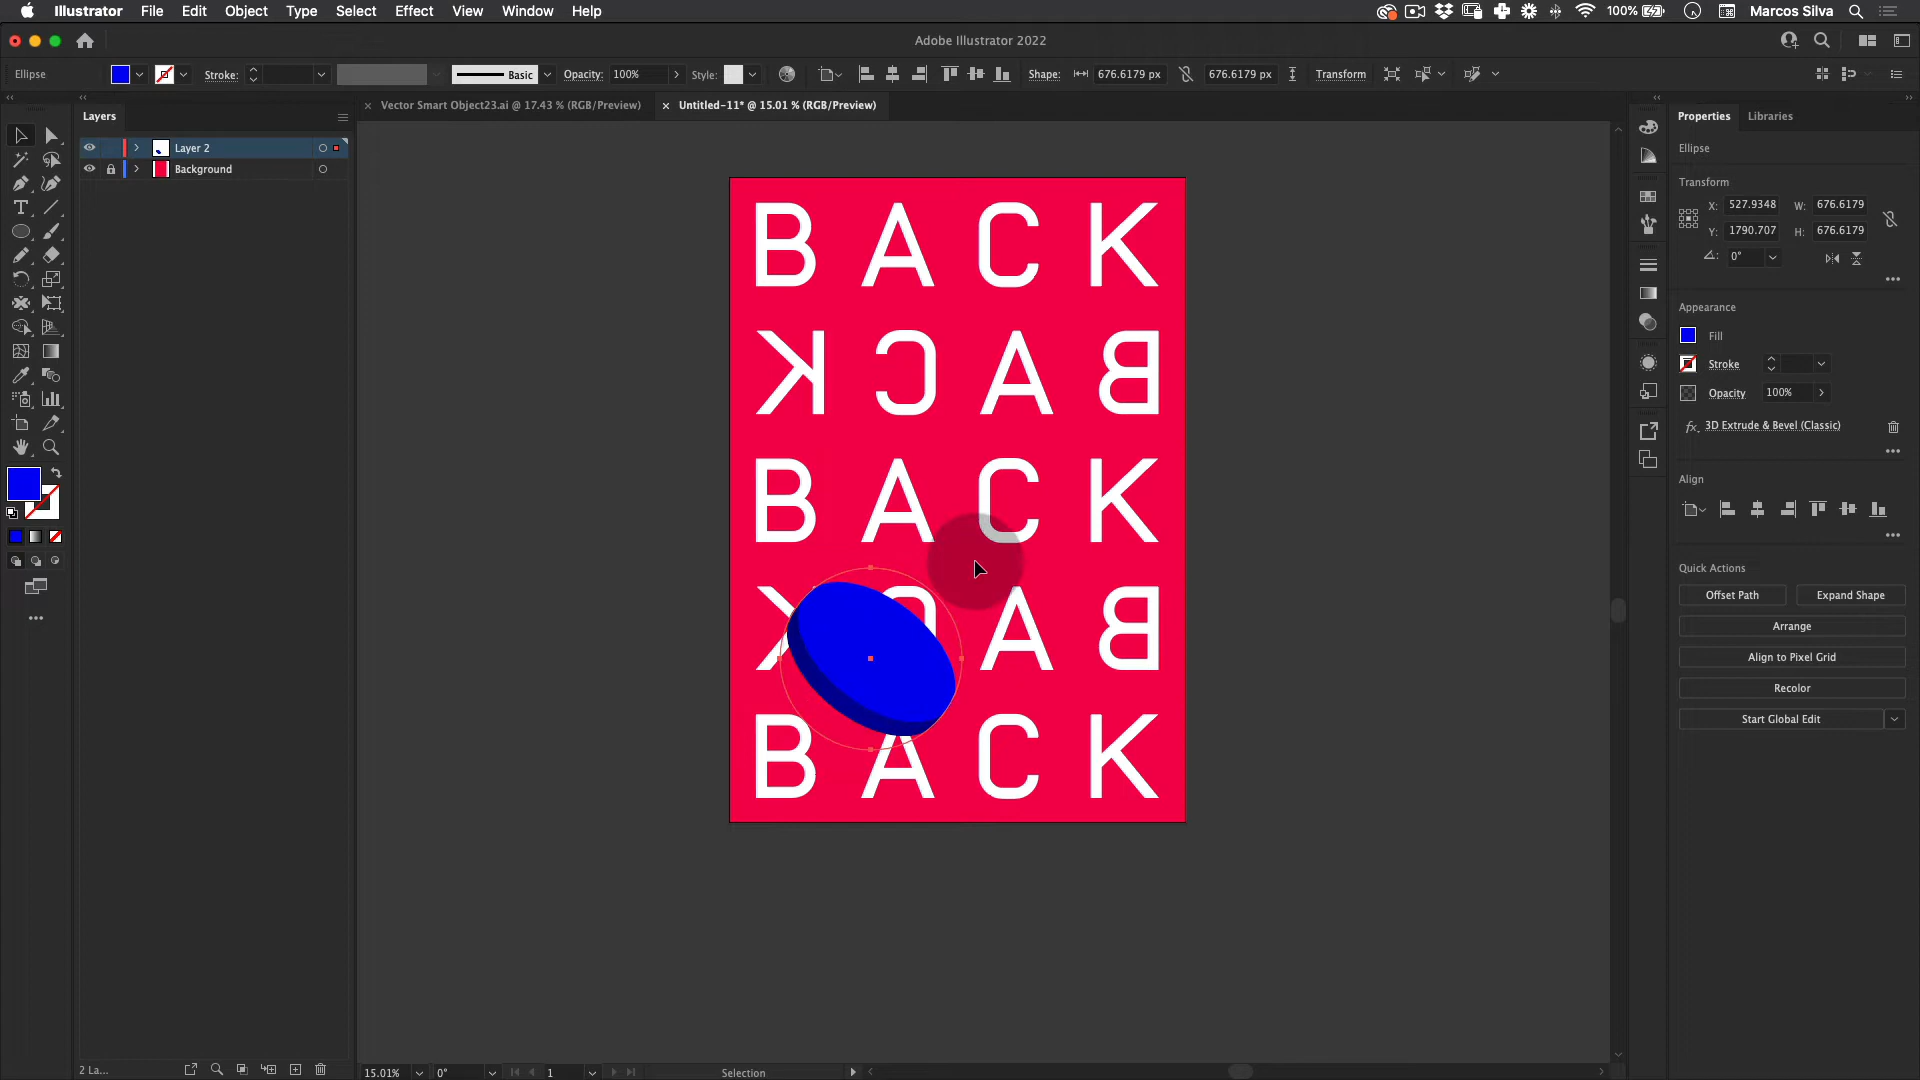 Illustrator File Edit Object Type Select Effect View Window Help 100% Marcos Silva
Adobe Illustrator 2022
Ellipse Stroke: Basic Opacity: 100% Style: Shape: 676.6179 px 676.6179 px Transform
Vector Smart Object23.ai @ 17.43 % (RGB/Preview) Untitled-11* @ 15.01 % (RGB/Preview)
Layers
Layer 2
Background
B A C K
K C A B
B A C K
K C A B
B A C K
Properties Libraries
Ellipse
Transform
X: 527.9348 W: 676.6179
Y: 1790.707 H: 676.6179
0°
Appearance
Fill
Stroke
Opacity 100%
fx 3D Extrude & Bevel (Classic)
Align
Quick Actions
Offset Path Expand Shape
Arrange
Align to Pixel Grid
Recolor
Start Global Edit
2 La... 15.01% 0° 1 Selection